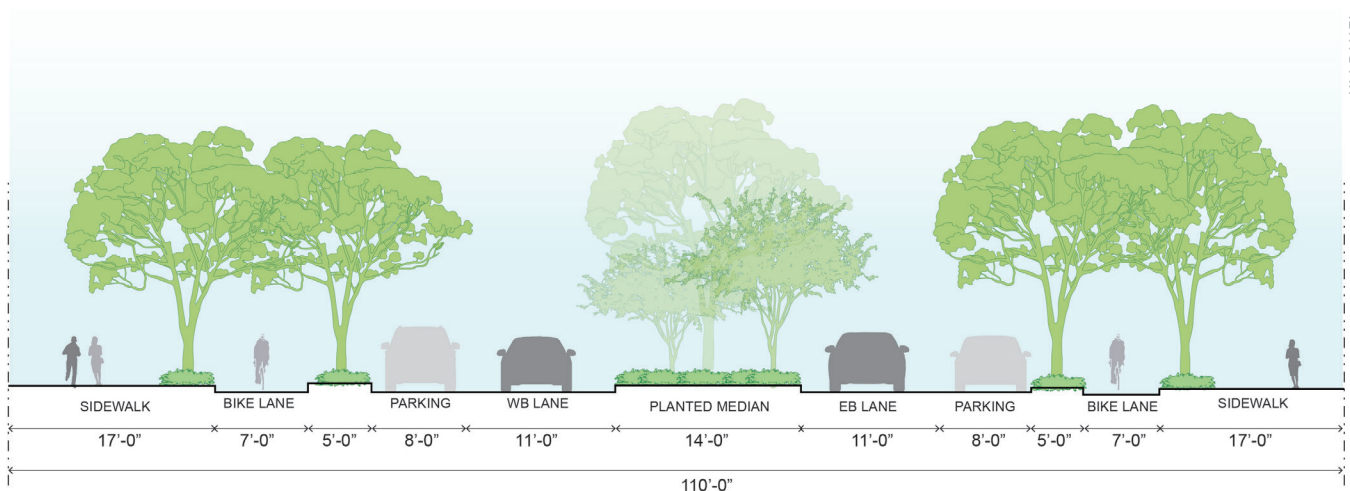 SIDEWALK BIKE LANE PARKING WB LANE PLANTED MEDIAN EB LANE PARKING BIKE LANE SIDEWALK
17’-0” 7’-0” 5’-0” 8’-0” 11’-0” 14’-0” 11’-0” 8’-0” 5’-0” 7’-0” 17’-0”
110’-0”